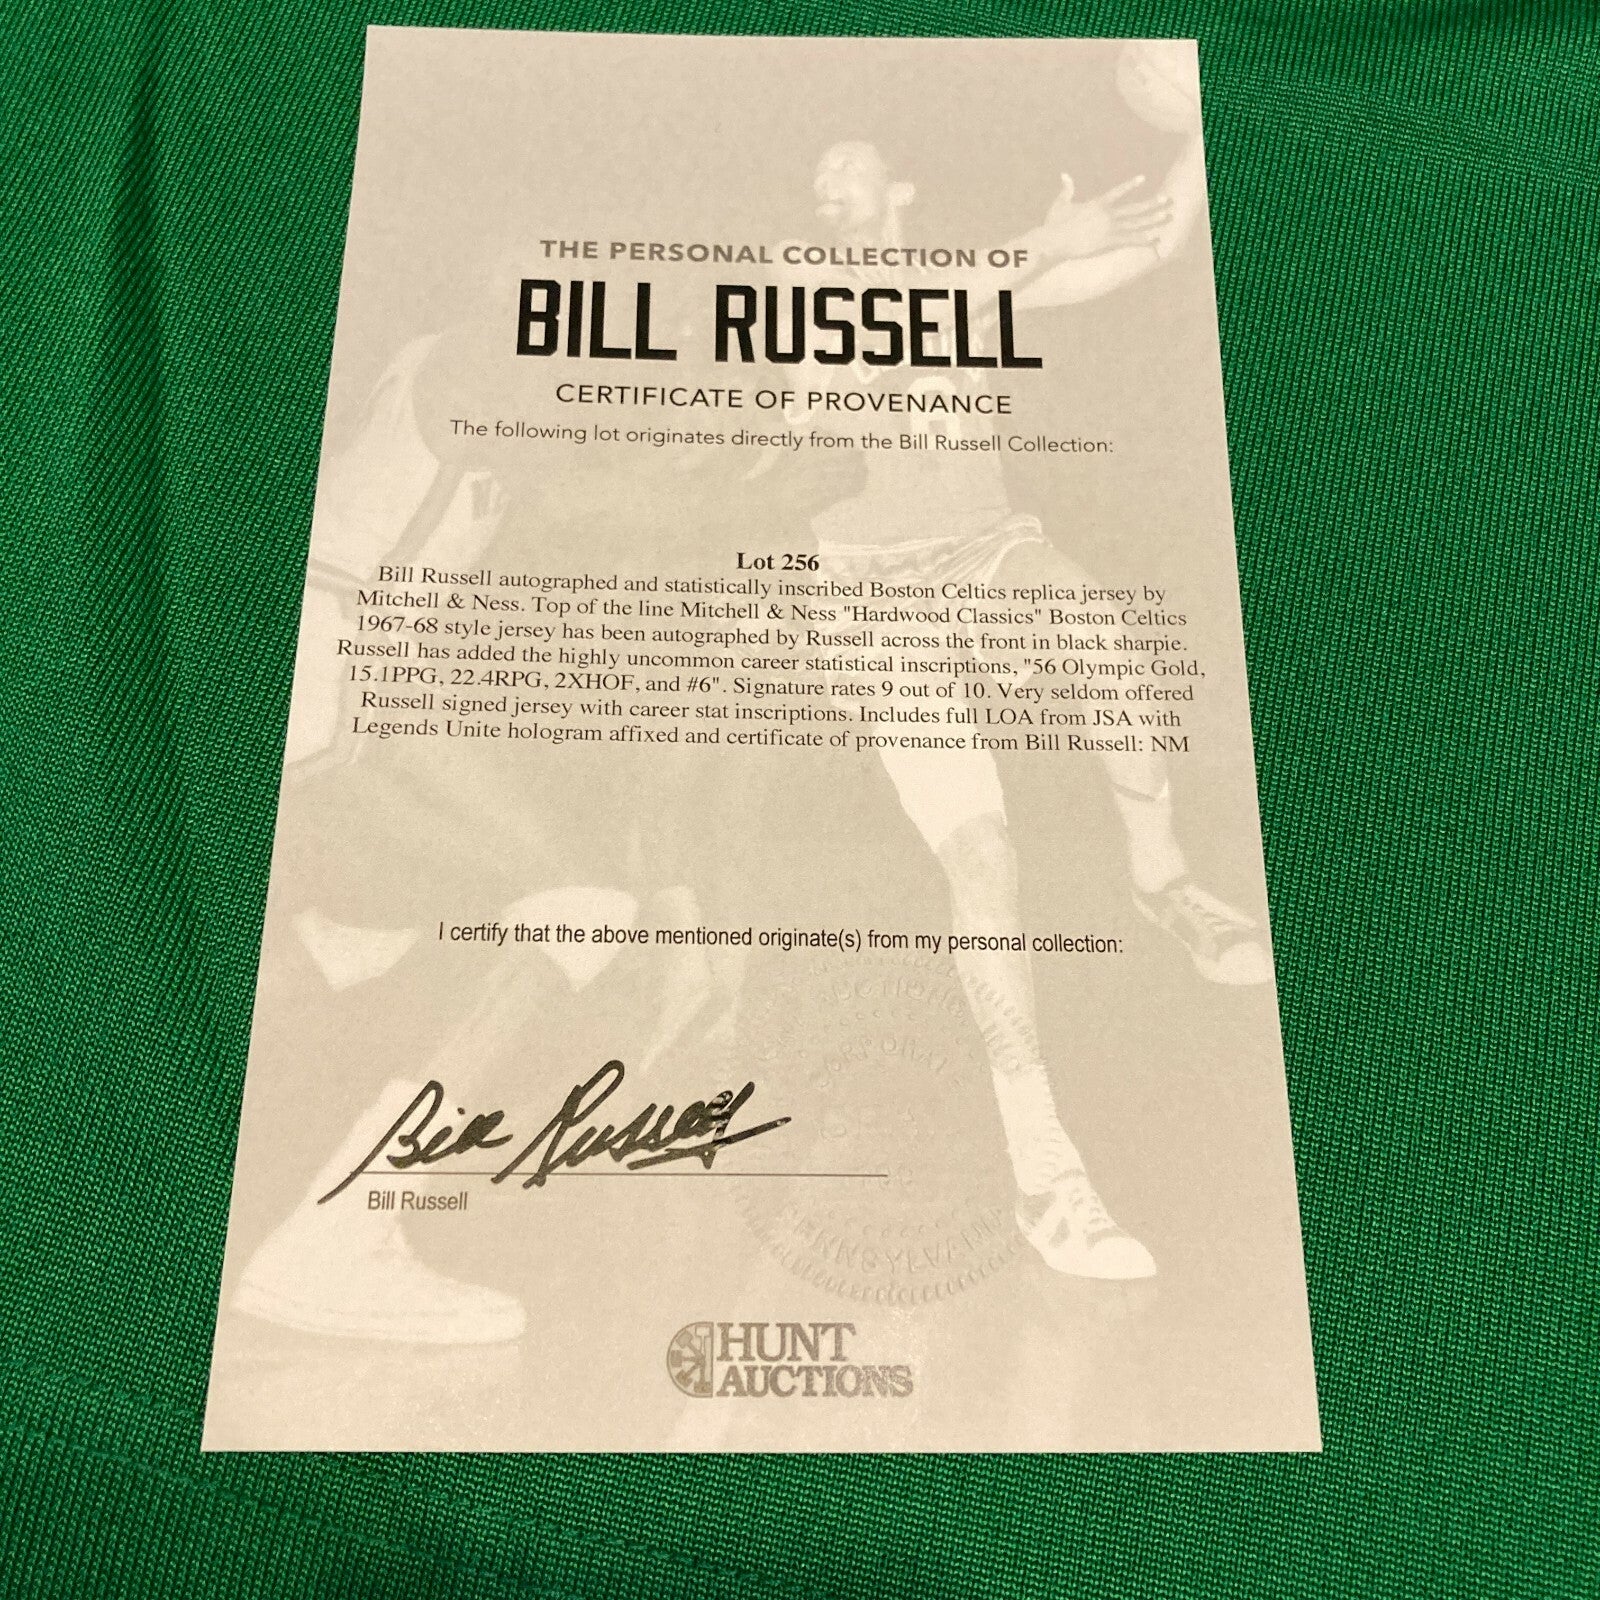 THE PERSONAL COLLECTION OF
BILL RUSSELL
CERTIFICATE OF PROVENANCE
The following lot originates directly from the Bill Russell Collection:
Lot 256
Bill Russell autographed and statistically inscribed Boston Celtics replica jersey by
Mitchell & Ness. Top of the line Mitchell & Ness "Hardwood Classics" Boston Celtics
1967-68 style jersey has been autographed by Russell across the front in black sharpie.
Russell has added the highly uncommon career statistical inscriptions, "56 Olympic Gold,
15.1PPG, 22.4RPG, 2XHOF, and #6". Signature rates 9 out of 10. Very seldom offered
Russell signed jersey with career stat inscriptions. Includes full LOA from JSA with
Legends Unite hologram affixed and certificate of provenance from Bill Russell: NM
I certify that the above mentioned originate(s) from my personal collection:
Bill Russell
Bill Russell
CORPORATE
SEAL
PENNSYLVANIA
HUNT
AUCTIONS